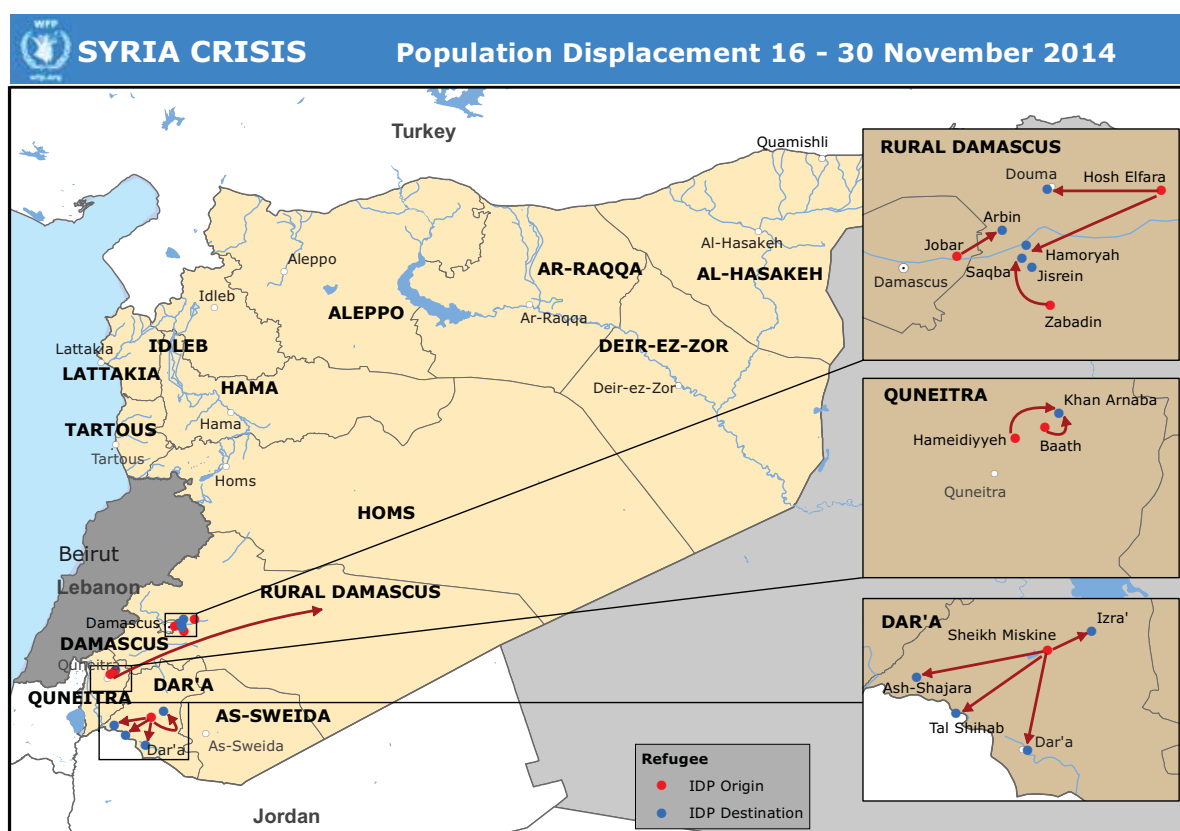 WFP
wfp.org
SYRIA CRISIS
Population Displacement 16 - 30 November 2014
Turkey
Quamishli
Aleppo
Al-Hasakeh
AR-RAQQA
AL-HASAKEH
Idleb
ALEPPO
Ar-Raqqa
Lattakia
IDLEB
DEIR-EZ-ZOR
LATTAKIA
HAMA
Deir-ez-Zor
Hama
TARTOUS
Tartous
Homs
HOMS
Beirut
Lebanon
RURAL DAMASCUS
Damascus
DAMASCUS
Quneitra
DAR'A
QUNEITRA
AS-SWEIDA
Dar'a
As-Sweida
Jordan
RURAL DAMASCUS
Douma
Hosh Elfara
Arbin
Jobar
Hamoryah
Saqba
Jisrein
Damascus
Zabadin
QUNEITRA
Khan Arnaba
Hameidiyyeh
Baath
Quneitra
DAR'A
Izra'
Sheikh Miskine
Ash-Shajara
Tal Shihab
Dar'a
Refugee
IDP Origin
IDP Destination